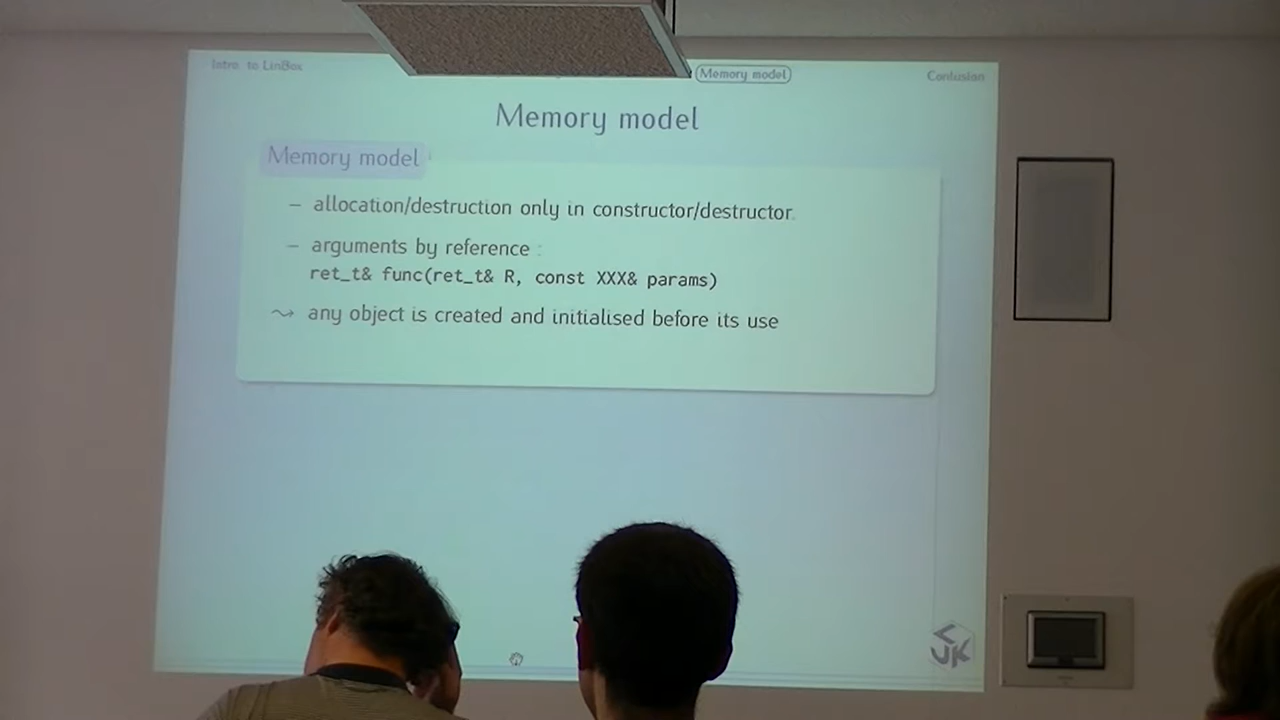 Intro. to LinBox
Memory model
Conlusion
Memory model
Memory model
– allocation/destruction only in constructor/destructor.
– arguments by reference :
ret_t& func(ret_t& R, const XXX& params)
⤳ any object is created and initialised before its use